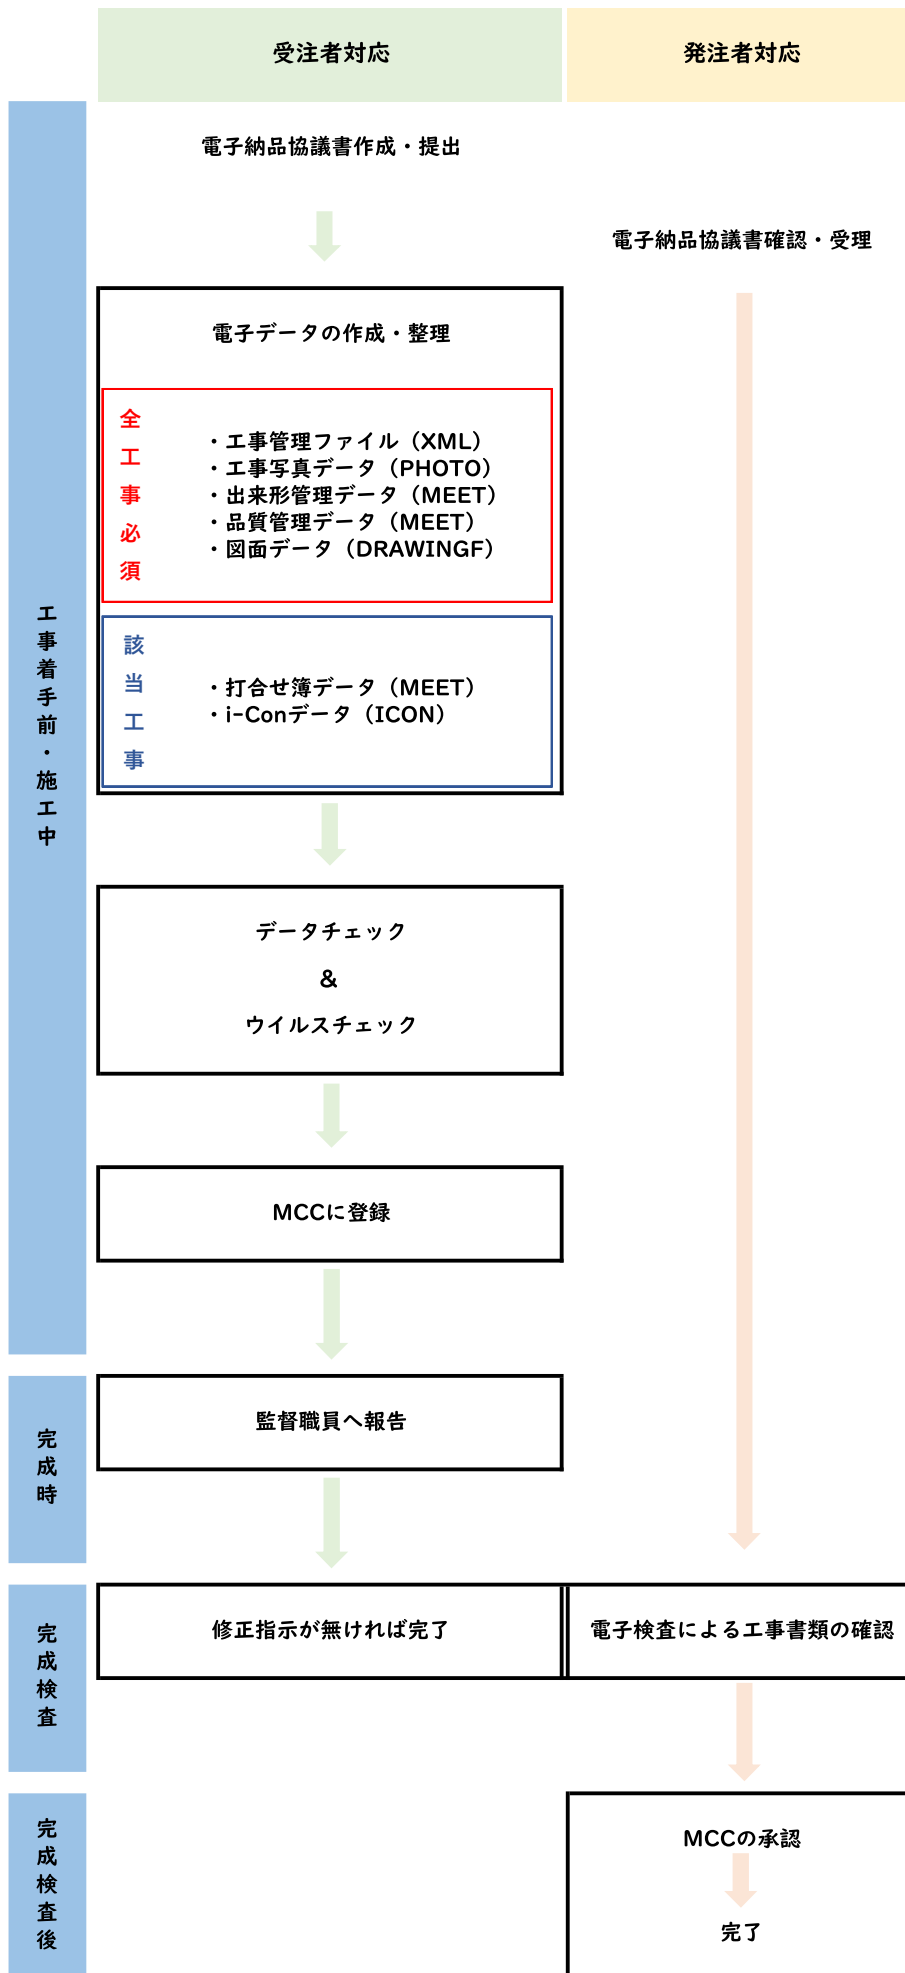 受注者対応
発注者対応
工事着手前・施工中
電子納品協議書作成・提出
電子納品協議書確認・受理
電子データの作成・整理
全工事必須
・工事管理ファイル（XML）
・工事写真データ（PHOTO）
・出来形管理データ（MEET）
・品質管理データ（MEET）
・図面データ（DRAWINGF）
該当工事
・打合せ簿データ（MEET）
・i-Conデータ（ICON）
データチェック
&
ウイルスチェック
MCCに登録
完成時
監督職員へ報告
完成検査
修正指示が無ければ完了
電子検査による工事書類の確認
完成検査後
MCCの承認
完了